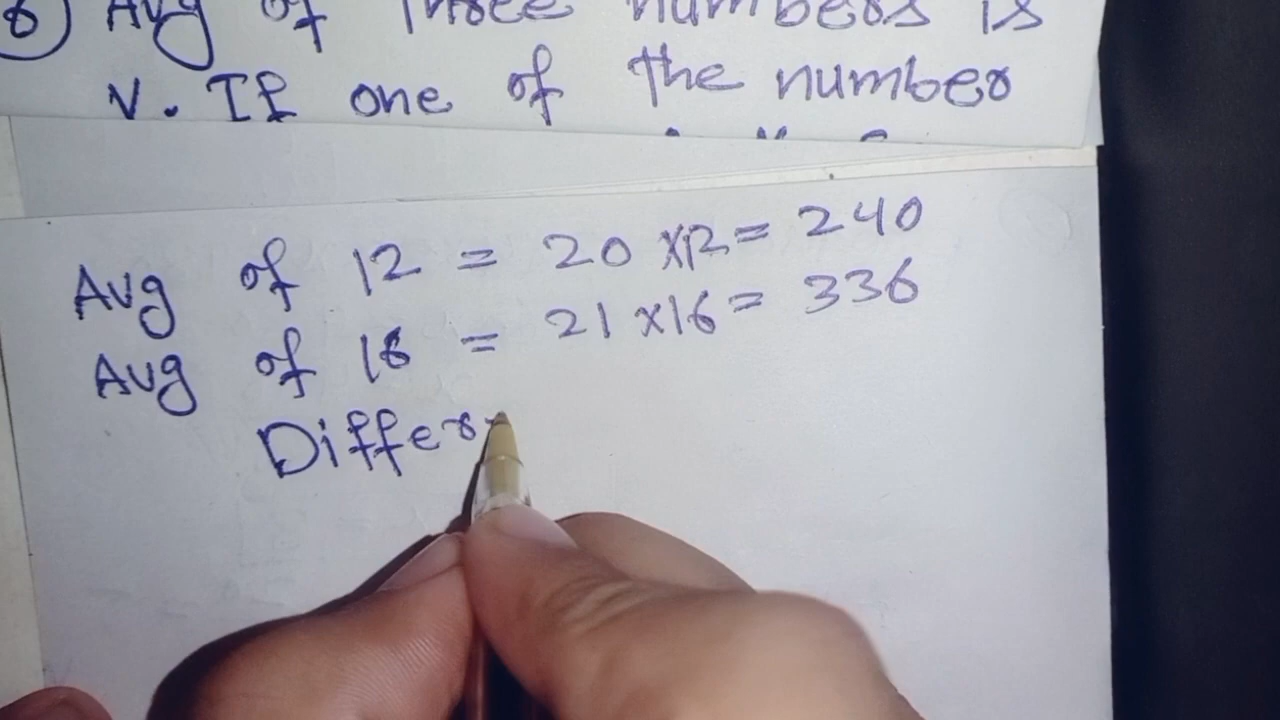 6 Avg of three numbers is
V. If one of the number
Avg of 12 = 20 x12 = 240
Avg of 16 = 21 x16 = 336
Differ